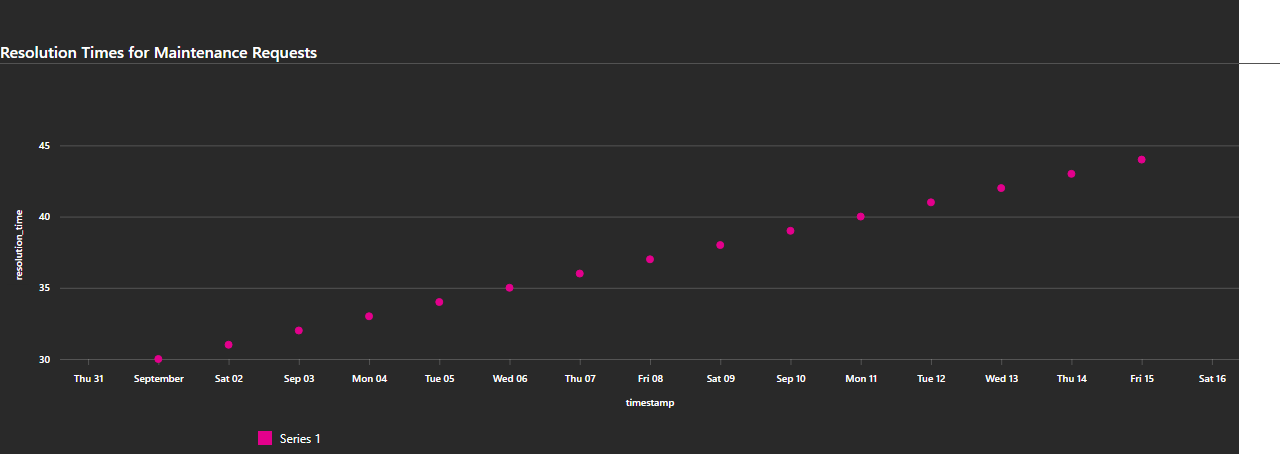 Resolution Times for Maintenance Requests
45
40
35
30
resolution_time
Thu 31 September Sat 02 Sep 03 Mon 04 Tue 05 Wed 06 Thu 07 Fri 08 Sat 09 Sep 10 Mon 11 Tue 12 Wed 13 Thu 14 Fri 15 Sat 16
timestamp
Series 1